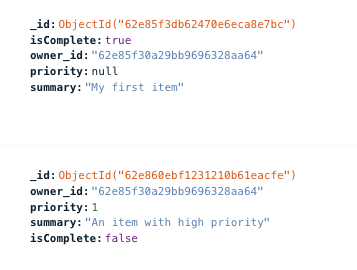 _id: ObjectId("62e85f3db62470e6eca8e7bc")
isComplete: true
owner_id: "62e85f30a29bb9696328aa64"
priority: null
summary: "My first item"
_id: ObjectId("62e860ebf1231210b61eacfe")
owner_id: "62e85f30a29bb9696328aa64"
priority: 1
summary: "An item with high priority"
isComplete: false